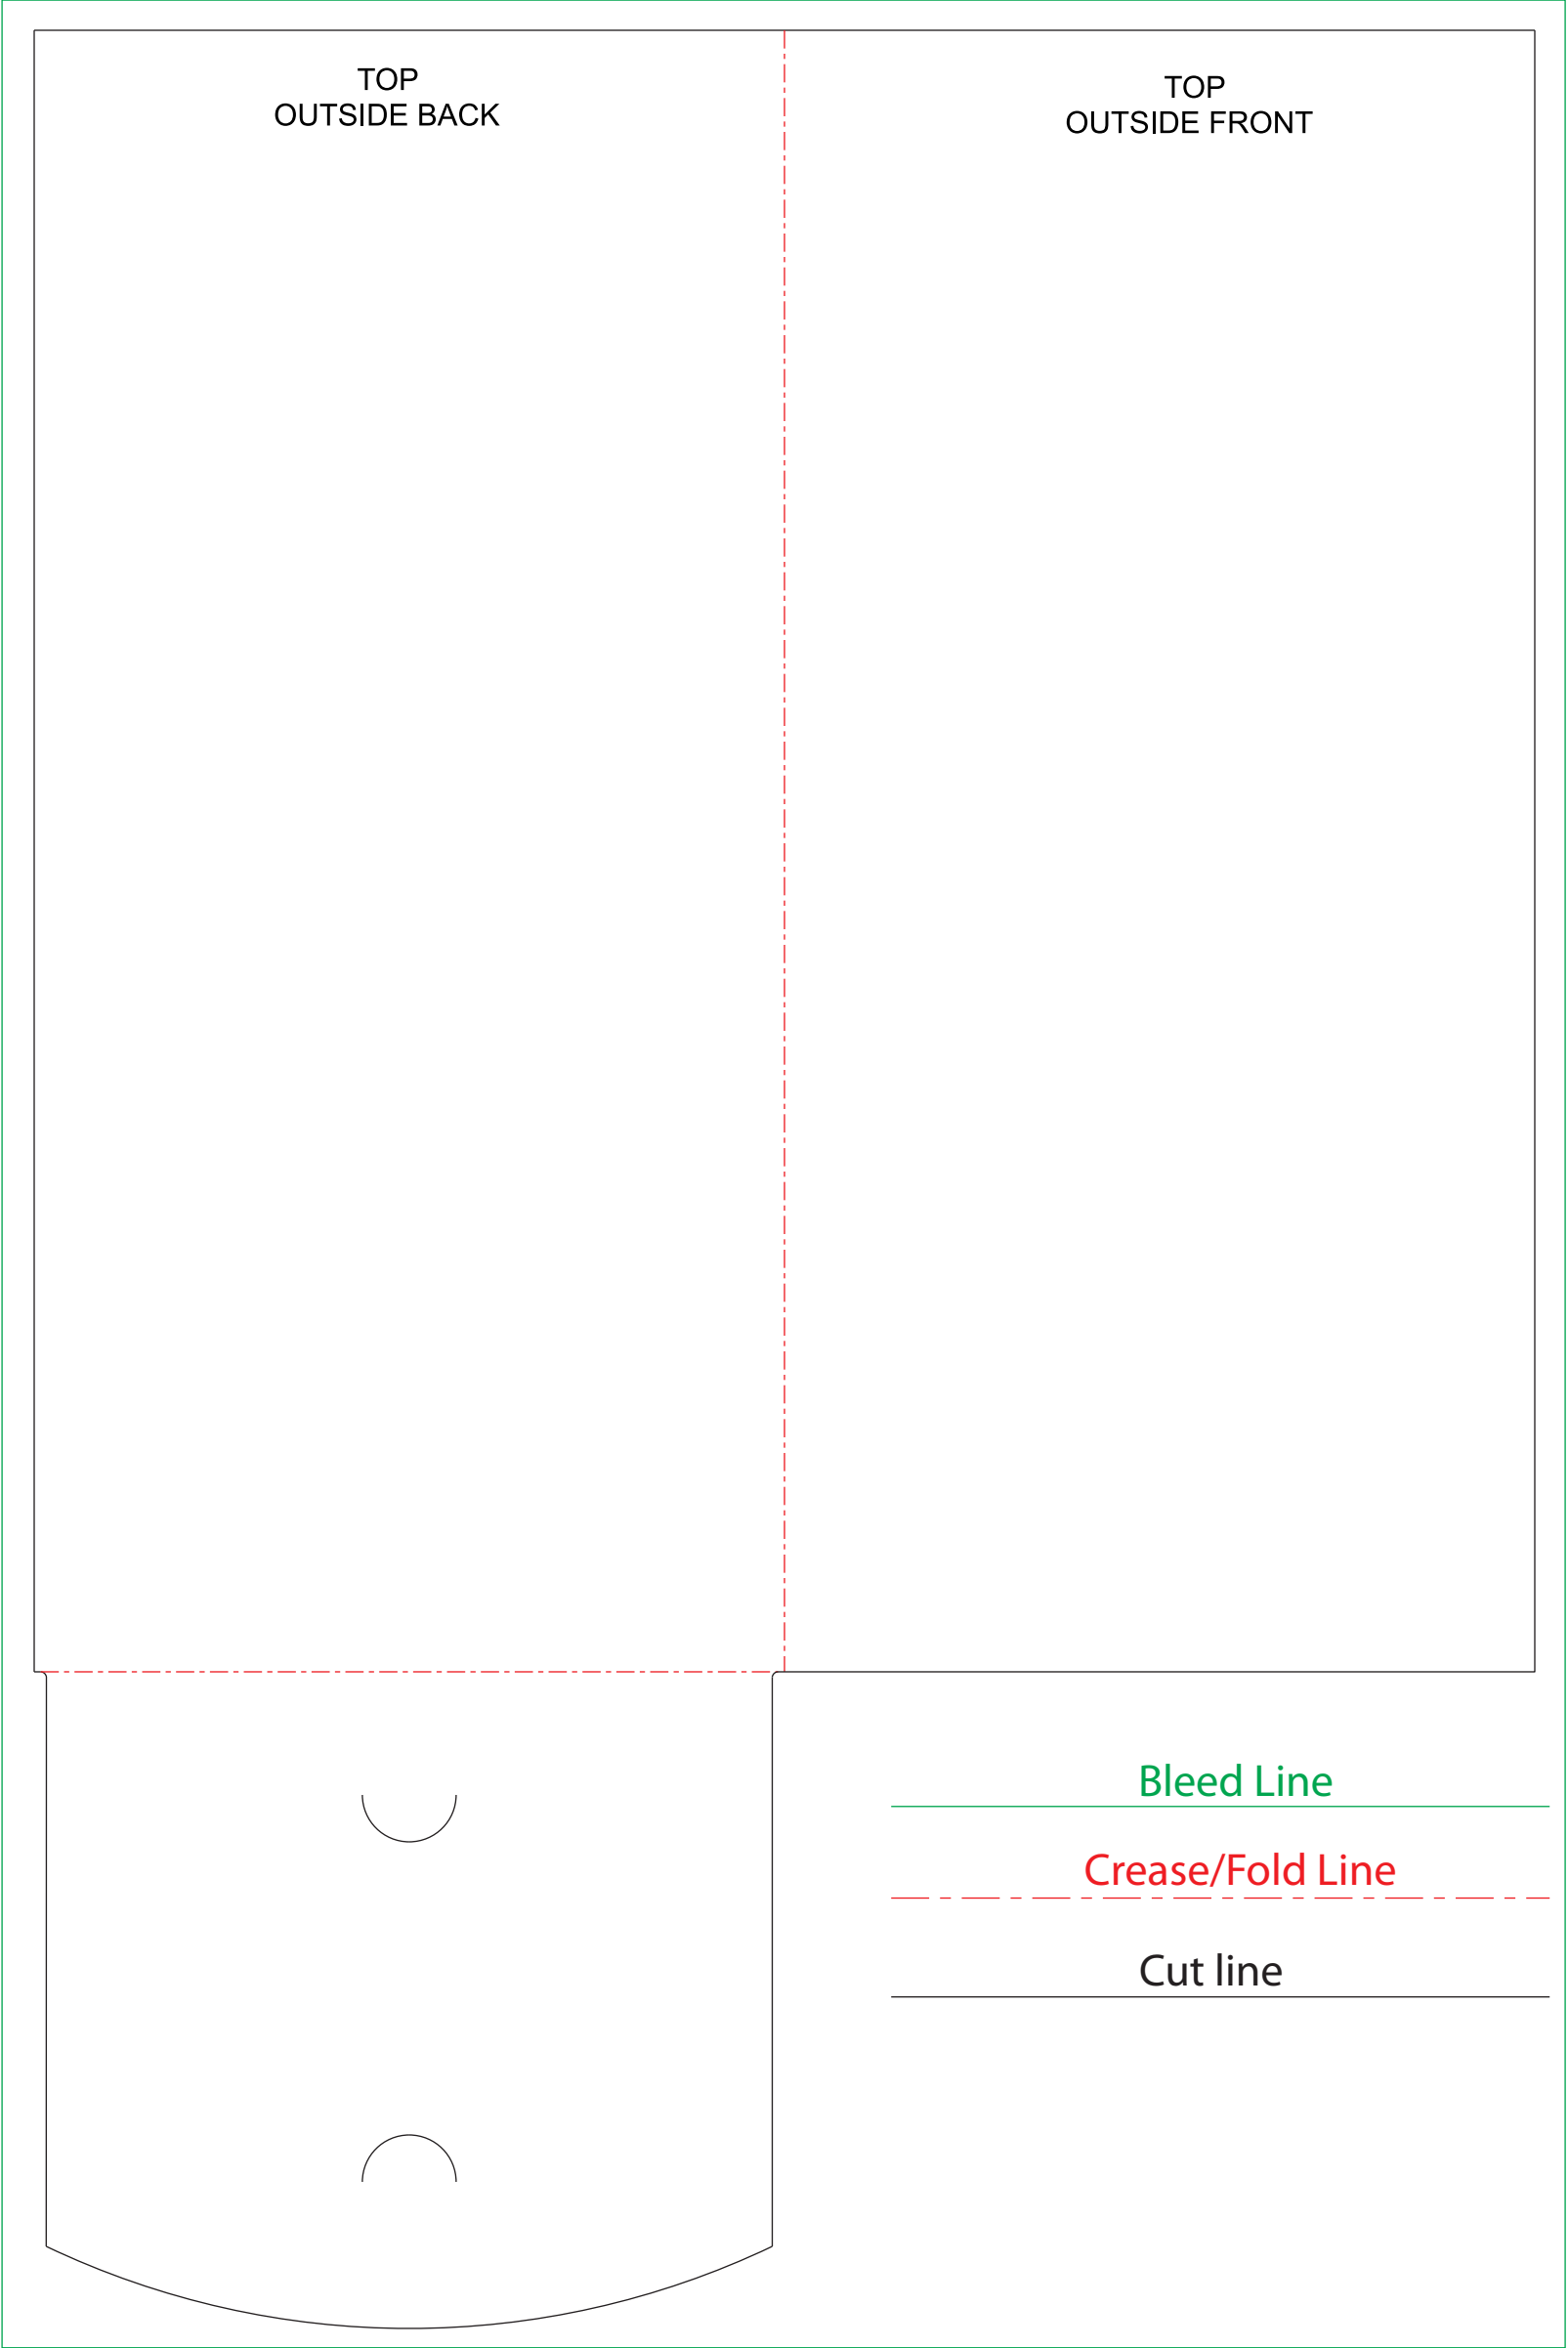 TOP
OUTSIDE BACK
TOP
OUTSIDE FRONT
Bleed Line
Crease/Fold Line
Cut line